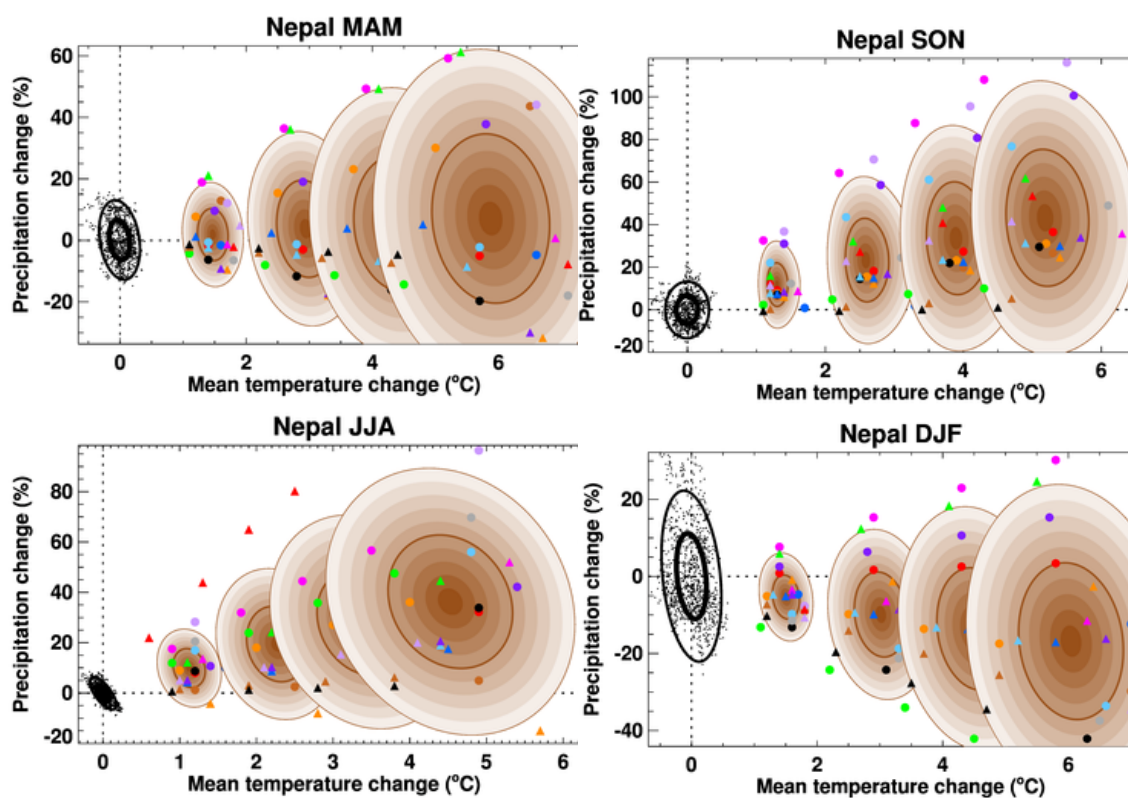 Nepal MAM
Precipitation change (%)
60
40
20
0
-20
0 2 4 6
Mean temperature change (°C)
Nepal SON
Precipitation change (%)
100
80
60
40
20
0
-20
0 2 4 6
Mean temperature change (°C)
Nepal JJA
Precipitation change (%)
80
60
40
20
0
-20
0 1 2 3 4 5 6
Mean temperature change (°C)
Nepal DJF
Precipitation change (%)
20
0
-20
-40
0 2 4 6
Mean temperature change (°C)